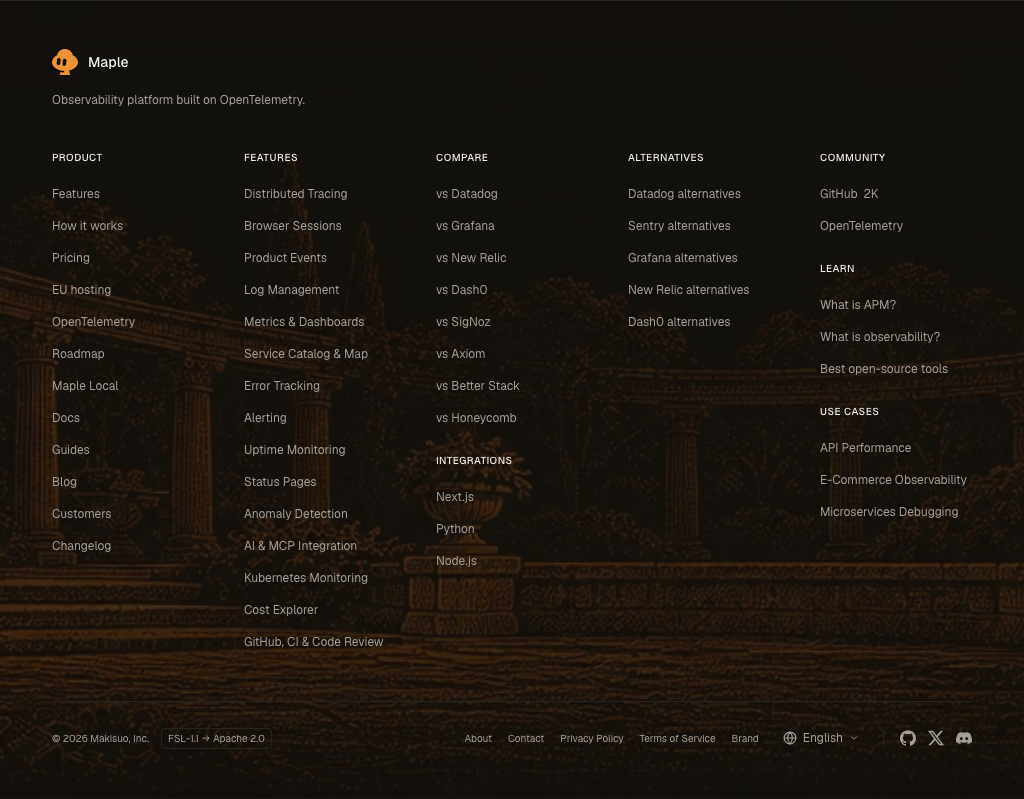 Maple
Observability platform built on OpenTelemetry.
PRODUCT
Features
How it works
Pricing
EU hosting
OpenTelemetry
Roadmap
Maple Local
Docs
Guides
Blog
Customers
Changelog
FEATURES
Distributed Tracing
Browser Sessions
Product Events
Log Management
Metrics & Dashboards
Service Catalog & Map
Error Tracking
Alerting
Uptime Monitoring
Status Pages
Anomaly Detection
AI & MCP Integration
Kubernetes Monitoring
Cost Explorer
GitHub, CI & Code Review
COMPARE
vs Datadog
vs Grafana
vs New Relic
vs Dash0
vs SigNoz
vs Axiom
vs Better Stack
vs Honeycomb
INTEGRATIONS
Next.js
Python
Node.js
ALTERNATIVES
Datadog alternatives
Sentry alternatives
Grafana alternatives
New Relic alternatives
Dash0 alternatives
COMMUNITY
GitHub 2K
OpenTelemetry
LEARN
What is APM?
What is observability?
Best open-source tools
USE CASES
API Performance
E-Commerce Observability
Microservices Debugging
© 2026 Makisuo, Inc. FSL-1.1 → Apache 2.0
About Contact Privacy Policy Terms of Service Brand English